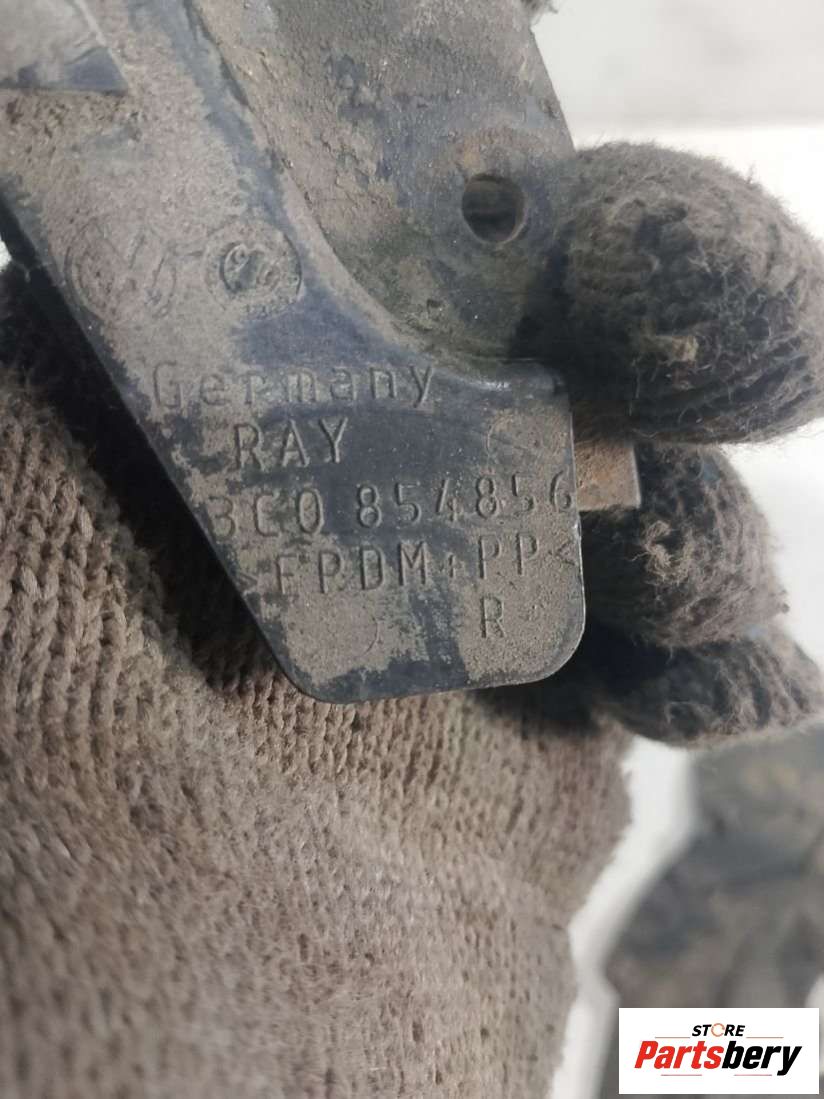 Germany
RAY
3C0 854856
>EPDM+PP<
R
STORE
Partsbery